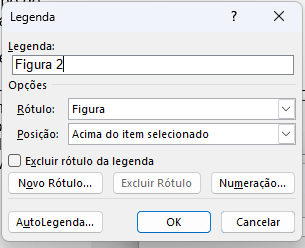 Legenda
Legenda:
Figura 2
Opções
Rótulo: Figura
Posição: Acima do item selecionado
Excluir rótulo da legenda
Novo Rótulo... Excluir Rótulo Numeração...
AutoLegenda... OK Cancelar